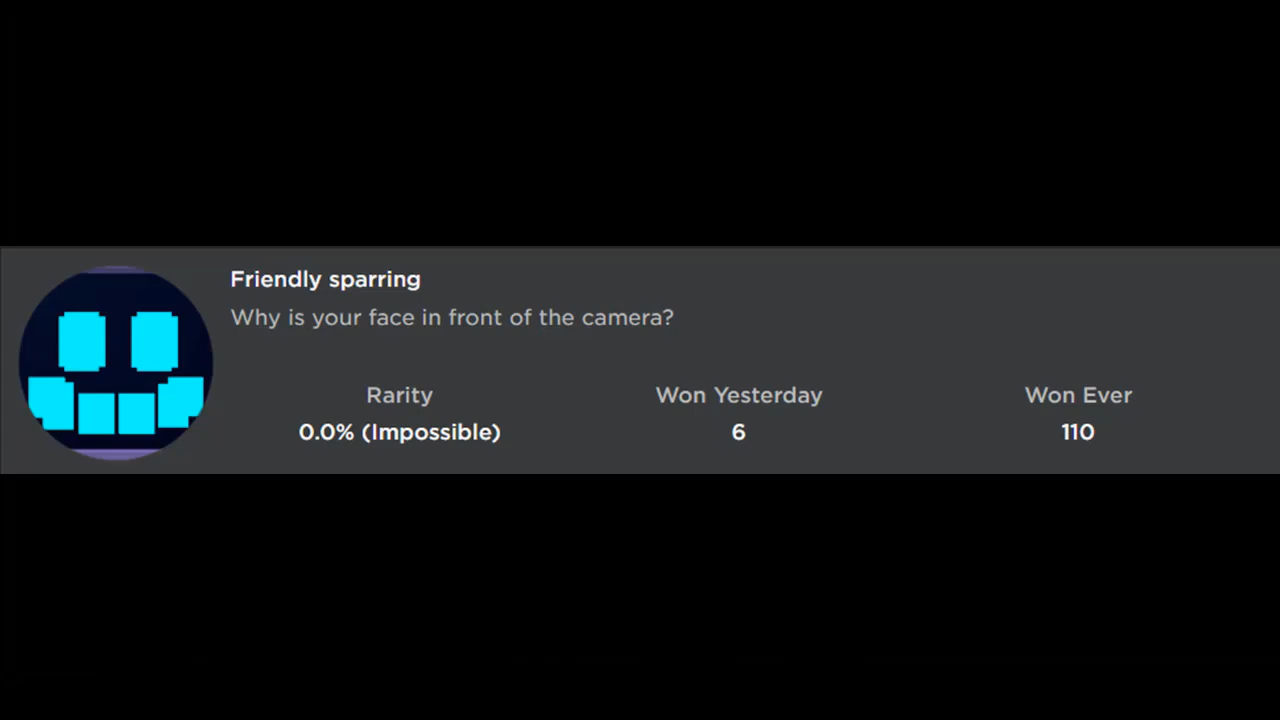 Friendly sparring
Why is your face in front of the camera?
Rarity Won Yesterday Won Ever
0.0% (Impossible) 6 110